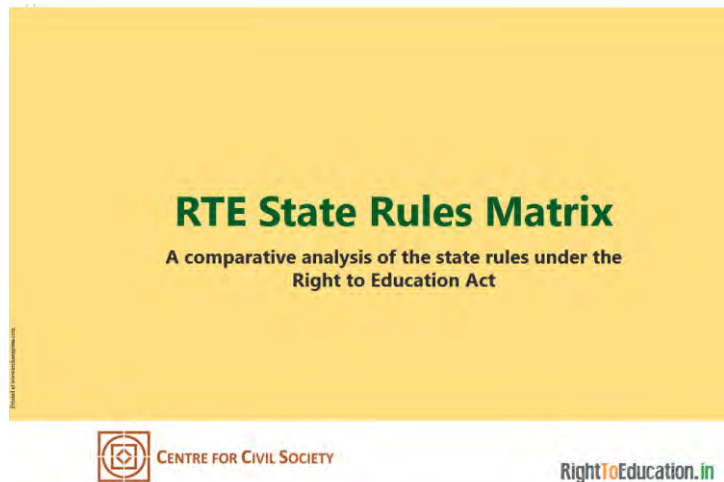 RTE State Rules Matrix
A comparative analysis of the state rules under the
Right to Education Act
CENTRE FOR CIVIL SOCIETY
RightToEducation.in